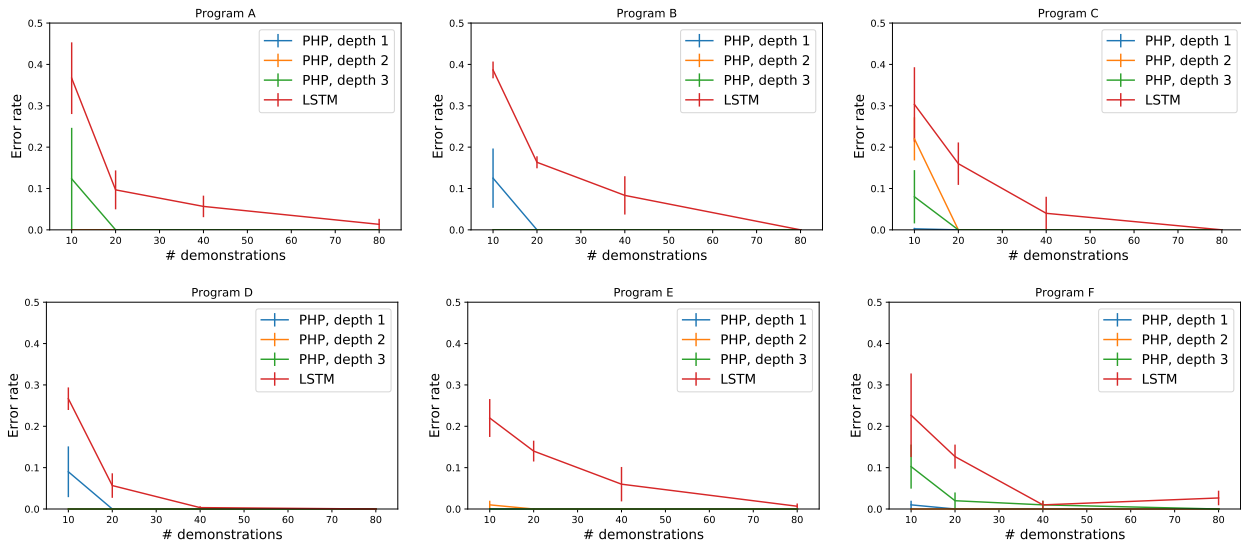 Program A
Error rate
0.5
0.4
0.3
0.2
0.1
0.0
PHP, depth 1
PHP, depth 2
PHP, depth 3
LSTM
10 20 30 40 50 60 70 80
# demonstrations
Program B
Error rate
0.5
0.4
0.3
0.2
0.1
0.0
PHP, depth 1
PHP, depth 2
PHP, depth 3
LSTM
10 20 30 40 50 60 70 80
# demonstrations
Program C
Error rate
0.5
0.4
0.3
0.2
0.1
0.0
PHP, depth 1
PHP, depth 2
PHP, depth 3
LSTM
10 20 30 40 50 60 70 80
# demonstrations
Program D
Error rate
0.5
0.4
0.3
0.2
0.1
0.0
PHP, depth 1
PHP, depth 2
PHP, depth 3
LSTM
10 20 30 40 50 60 70 80
# demonstrations
Program E
Error rate
0.5
0.4
0.3
0.2
0.1
0.0
PHP, depth 1
PHP, depth 2
PHP, depth 3
LSTM
10 20 30 40 50 60 70 80
# demonstrations
Program F
Error rate
0.5
0.4
0.3
0.2
0.1
0.0
PHP, depth 1
PHP, depth 2
PHP, depth 3
LSTM
10 20 30 40 50 60 70 80
# demonstrations